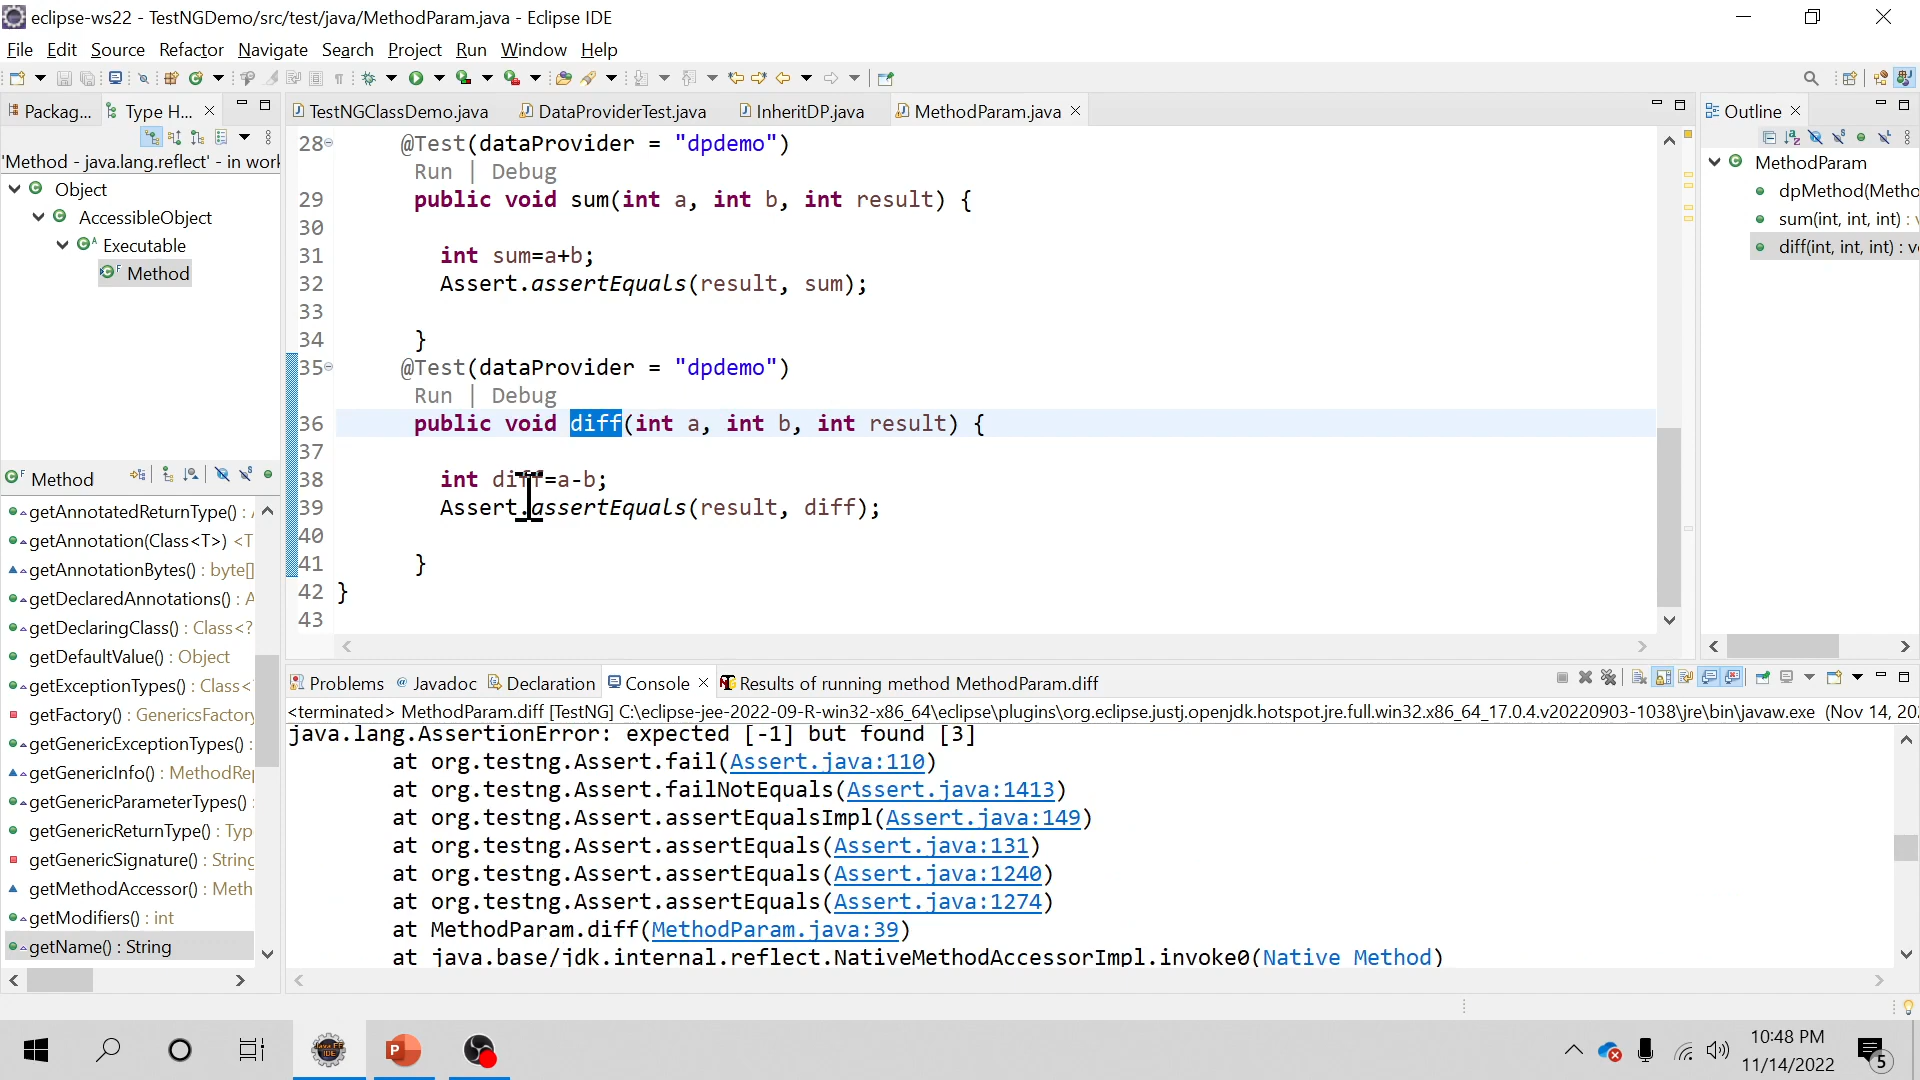 eclipse-ws22 - TestNGDemo/src/test/java/MethodParam.java - Eclipse IDE
File Edit Source Refactor Navigate Search Project Run Window Help
Packag... Type H...
TestNGClassDemo.java DataProviderTest.java InheritDP.java MethodParam.java
Outline
'Method - java.lang.reflect' - in work
Object
AccessibleObject
Executable
Method
28 @Test(dataProvider = "dpdemo")
Run | Debug
29 public void sum(int a, int b, int result) {
30
31 int sum=a+b;
32 Assert.assertEquals(result, sum);
33
34 }
35 @Test(dataProvider = "dpdemo")
Run | Debug
36 public void diff(int a, int b, int result) {
37
38 int diff=a-b;
39 Assert.assertEquals(result, diff);
40
41 }
42 }
43
MethodParam
dpMethod(Metho
sum(int, int, int) : v
diff(int, int, int) : v
Method
getAnnotatedReturnType() : A
getAnnotation(Class<T>) <T
getAnnotationBytes() : byte[]
getDeclaredAnnotations() : A
getDeclaringClass() : Class<?
getDefaultValue() : Object
getExceptionTypes() : Class<
getFactory() : GenericsFactory
getGenericExceptionTypes() :
getGenericInfo() : MethodRep
getGenericParameterTypes() :
getGenericReturnType() : Typ
getGenericSignature() : String
getMethodAccessor() : Meth
getModifiers() : int
getName() : String
Problems Javadoc Declaration Console Results of running method MethodParam.diff
<terminated> MethodParam.diff [TestNG] C:\eclipse-jee-2022-09-R-win32-x86_64\eclipse\plugins\org.eclipse.justj.openjdk.hotspot.jre.full.win32.x86_64_17.0.4.v20220903-1038\jre\bin\javaw.exe (Nov 14, 20
java.lang.AssertionError: expected [-1] but found [3]
at org.testng.Assert.fail(Assert.java:110)
at org.testng.Assert.failNotEquals(Assert.java:1413)
at org.testng.Assert.assertEqualsImpl(Assert.java:149)
at org.testng.Assert.assertEquals(Assert.java:131)
at org.testng.Assert.assertEquals(Assert.java:1240)
at org.testng.Assert.assertEquals(Assert.java:1274)
at MethodParam.diff(MethodParam.java:39)
at java.base/jdk.internal.reflect.NativeMethodAccessorImpl.invoke0(Native Method)
10:48 PM
11/14/2022
5